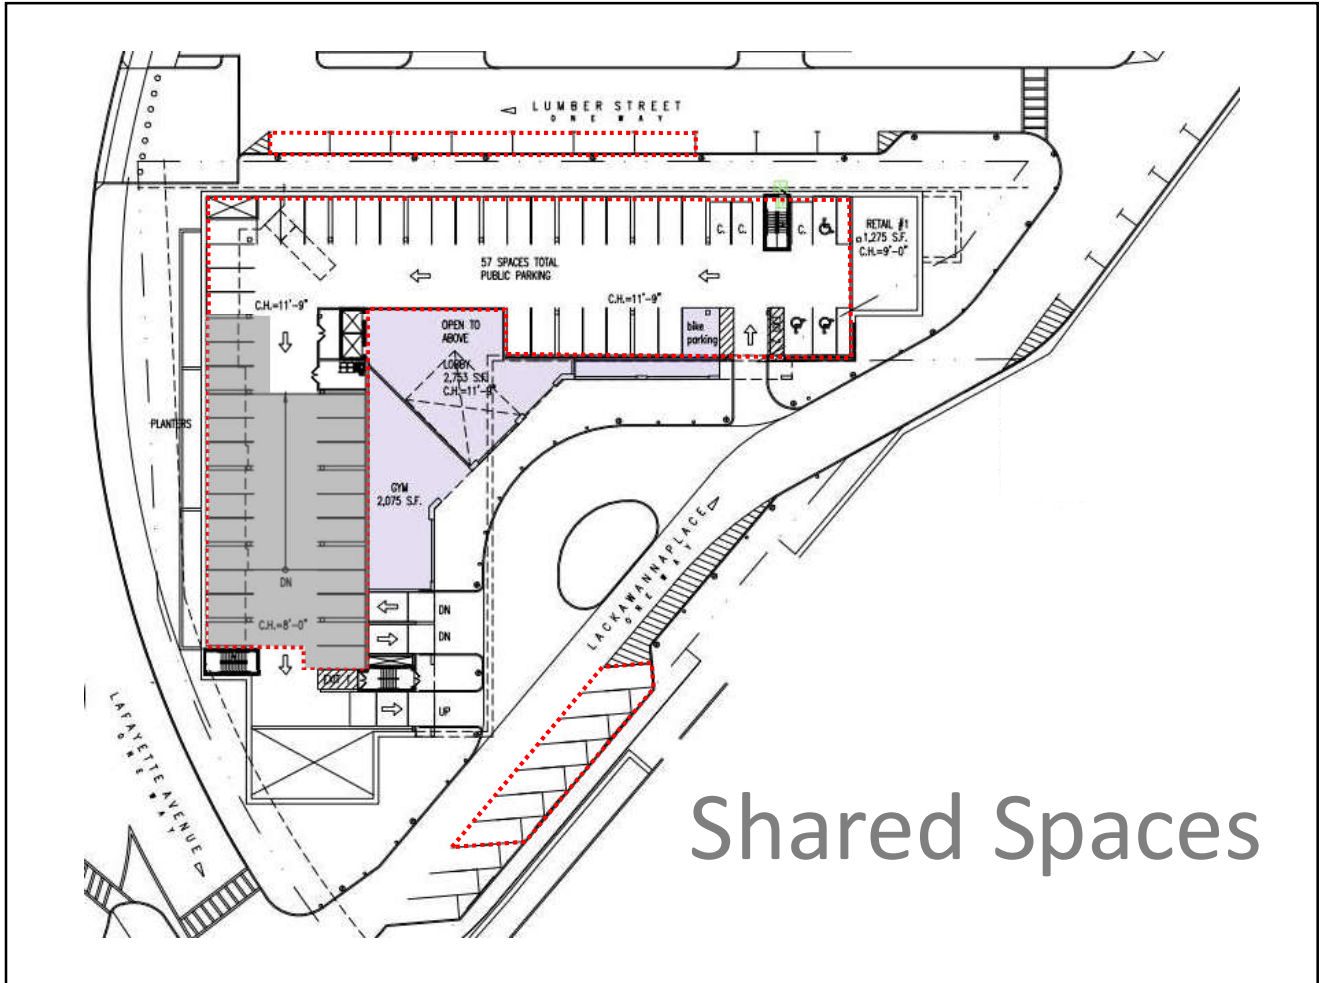 LUMBER STREET
ONE WAY
C.
C.
C.
RETAIL #1
1,275 S.F.
C.H.=9'-0"
57 SPACES TOTAL
PUBLIC PARKING
C.H.=11'-9"
C.H.=11'-9"
OPEN TO
ABOVE
bike
parking
LOBBY
2,753 S.F.
C.H.=11'-9"
PLANTERS
GYM
2,075 S.F.
LACKAWANNA PLACE
ONE WAY
DN
DN
DN
C.H.=8'-0"
EXIT
UP
LAFAYETTE AVENUE
ONE WAY
Shared Spaces